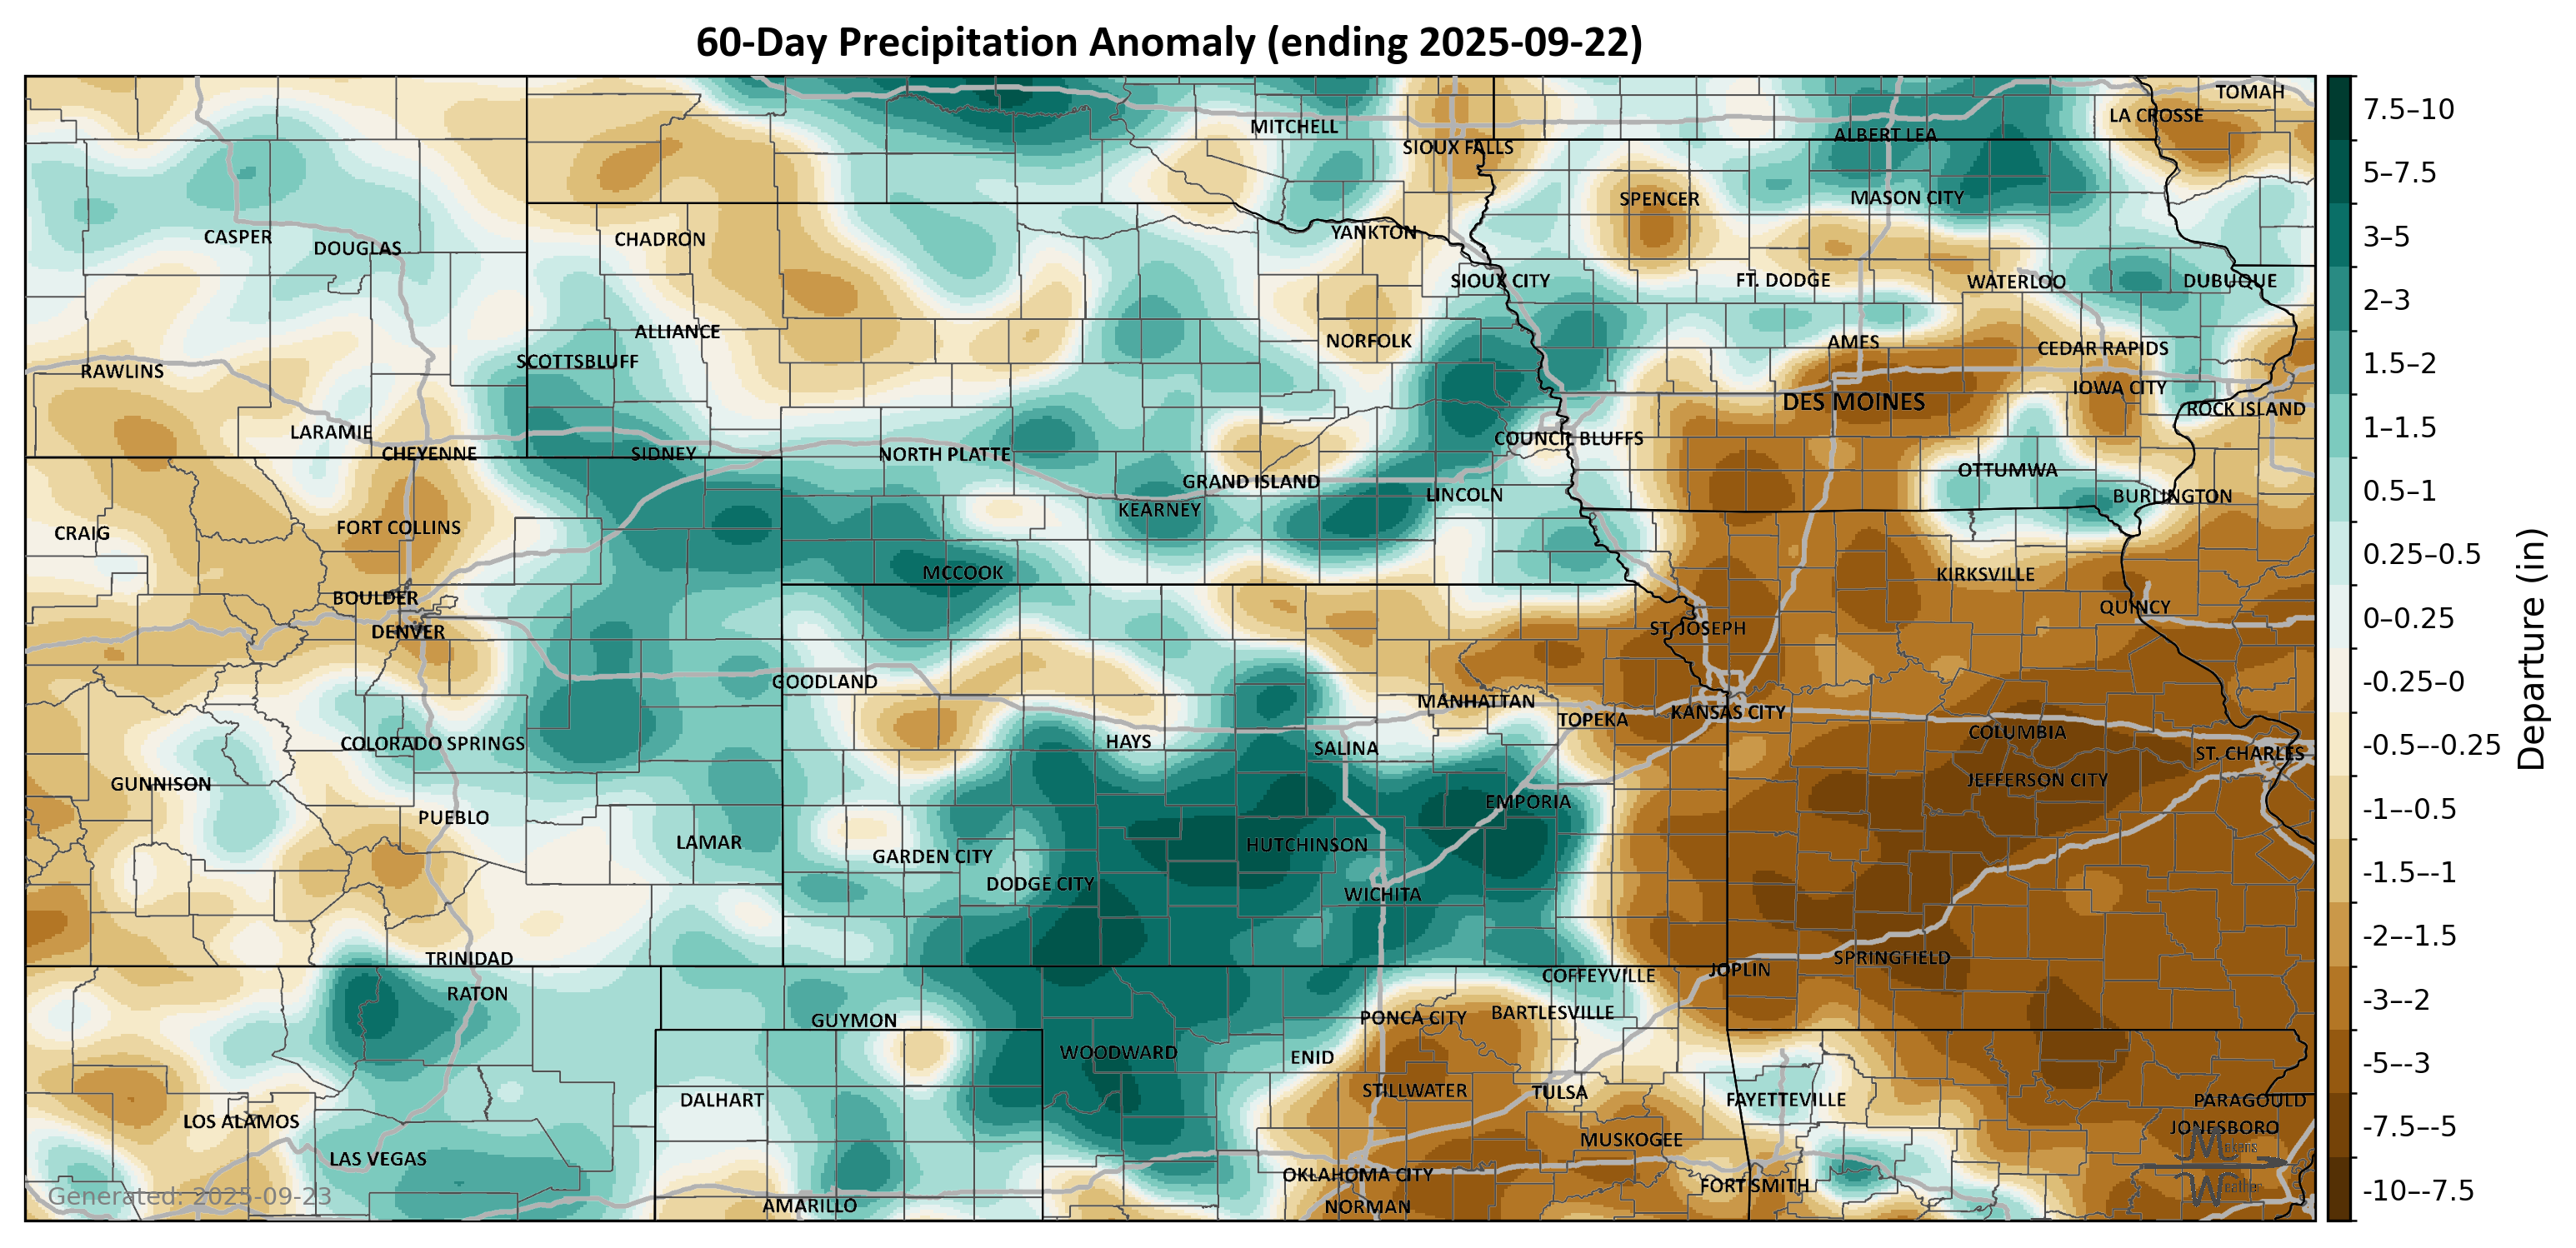 60-Day Precipitation Anomaly (ending 2025-09-22)
TOMAH
LA CROSSE
MITCHELL
ALBERT LEA
SIOUX FALLS
MASON CITY
SPENCER
YANKTON
CASPER
DOUGLAS
CHADRON
SIOUX CITY
FT. DODGE
WATERLOO
DUBUQUE
ALLIANCE
NORFOLK
AMES
CEDAR RAPIDS
SCOTTSBLUFF
RAWLINS
IOWA CITY
DES MOINES
ROCK ISLAND
LARAMIE
COUNCIL BLUFFS
CHEYENNE
SIDNEY
NORTH PLATTE
OTTUMWA
GRAND ISLAND
LINCOLN
BURLINGTON
KEARNEY
CRAIG
FORT COLLINS
MCCOOK
KIRKSVILLE
BOULDER
QUINCY
DENVER
ST. JOSEPH
GOODLAND
MANHATTAN
TOPEKA
KANSAS CITY
COLUMBIA
COLORADO SPRINGS
HAYS
SALINA
ST. CHARLES
GUNNISON
JEFFERSON CITY
EMPORIA
PUEBLO
LAMAR
HUTCHINSON
GARDEN CITY
DODGE CITY
WICHITA
TRINIDAD
SPRINGFIELD
JOPLIN
COFFEYVILLE
RATON
GUYMON
PONCA CITY
BARTLESVILLE
WOODWARD
ENID
STILLWATER
TULSA
DALHART
FAYETTEVILLE
PARAGOULD
LOS ALAMOS
JONESBORO
MUSKOGEE
LAS VEGAS
OKLAHOMA CITY
FORT SMITH
AMARILLO
NORMAN
Generated: 2025-09-23
Makens
Weather
7.5–10
5–7.5
3–5
2–3
1.5–2
1–1.5
0.5–1
0.25–0.5
0–0.25
-0.25–0
-0.5–-0.25
-1–-0.5
-1.5–-1
-2–-1.5
-3–-2
-5–-3
-7.5–-5
-10–-7.5
Departure (in)